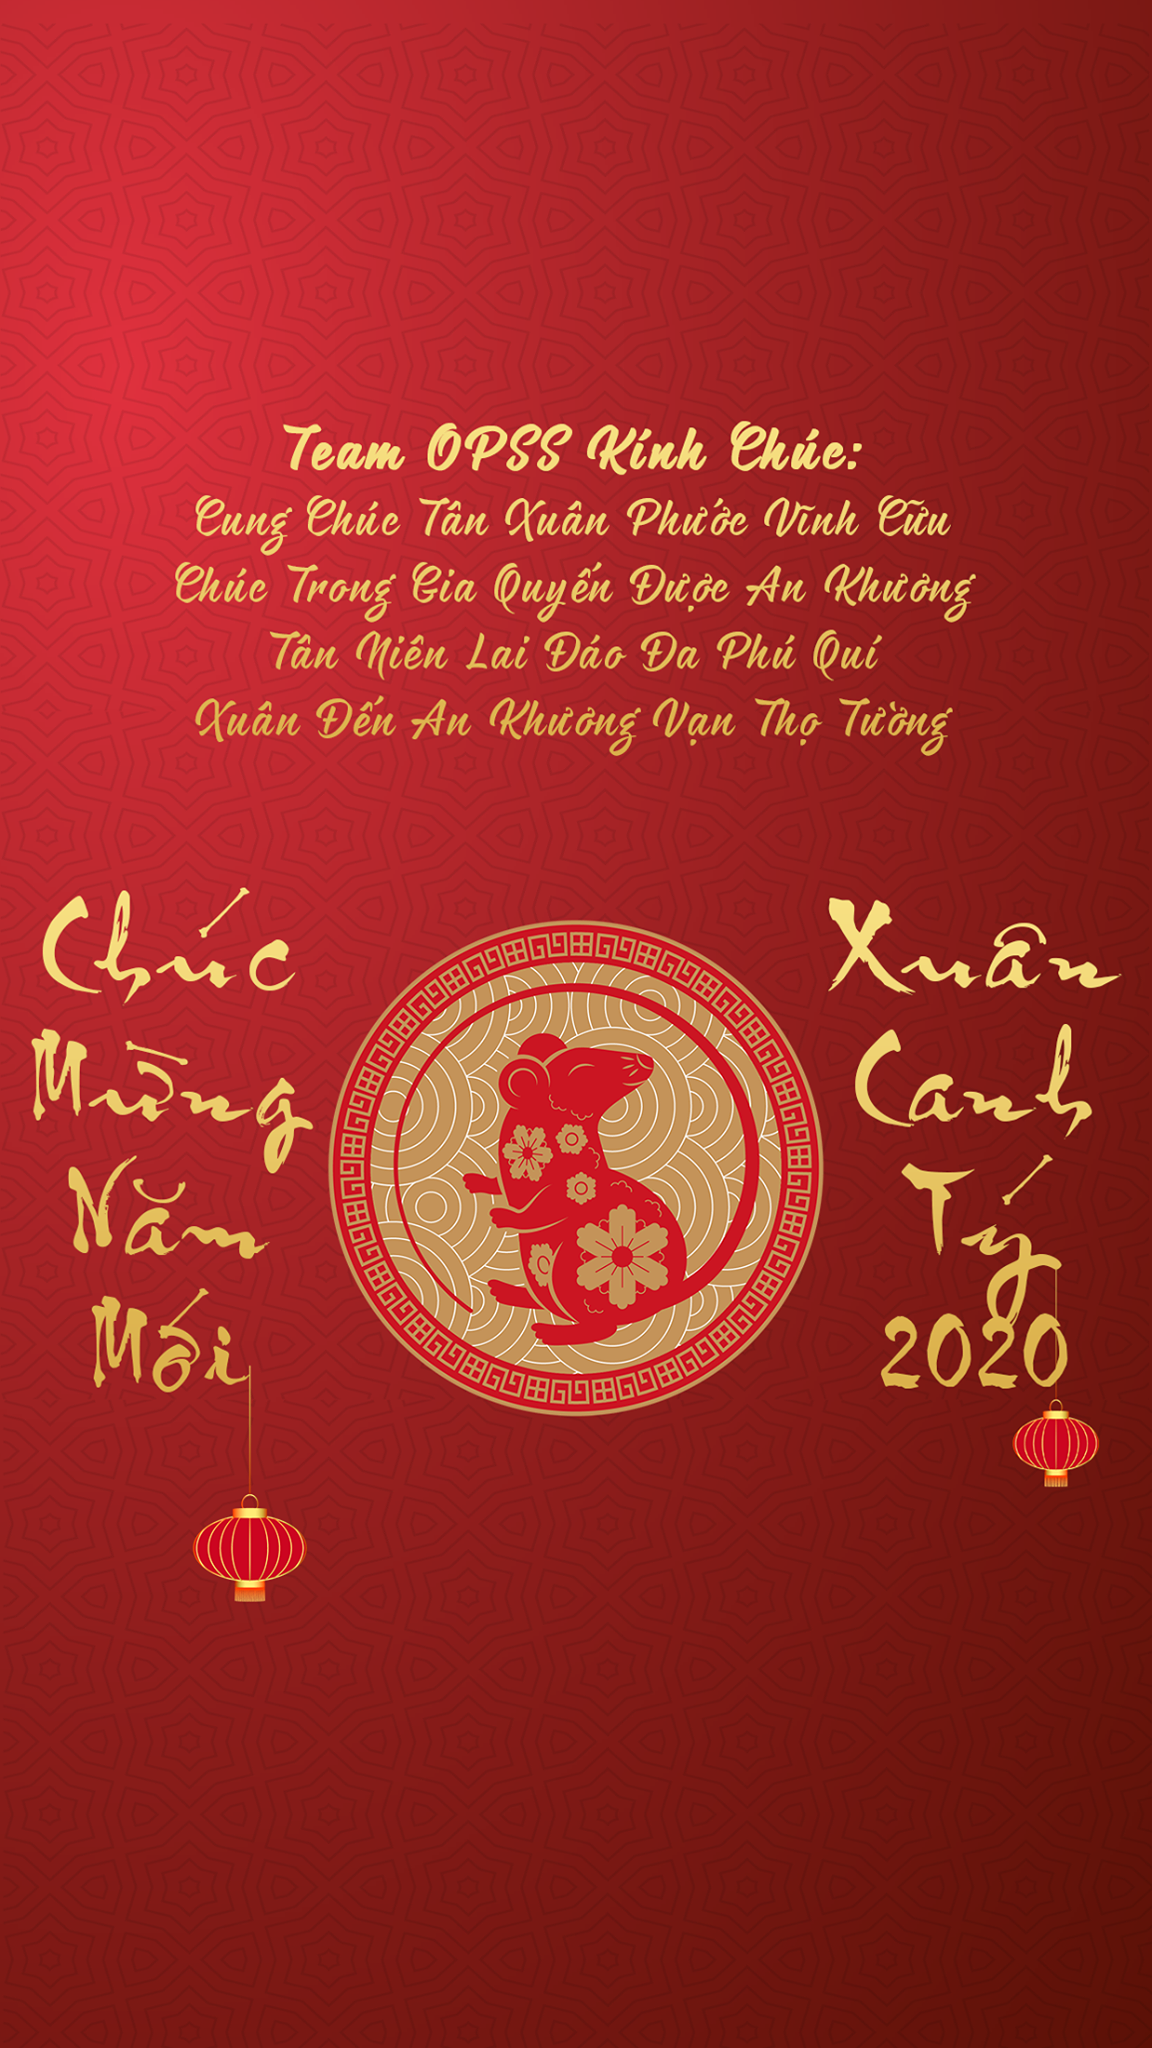 Team OPSS Kính Chúc:
Cung Chúc Tân Xuân Phước Vĩnh Cữu
Chúc Trong Gia Quyến Được An Khương
Tân Niên Lai Đáo Đa Phú Quí
Xuân Đến An Khương Vạn Thọ Tường
Chúc
Mừng
Năm
Mới
Xuân
Canh
Tý
2020